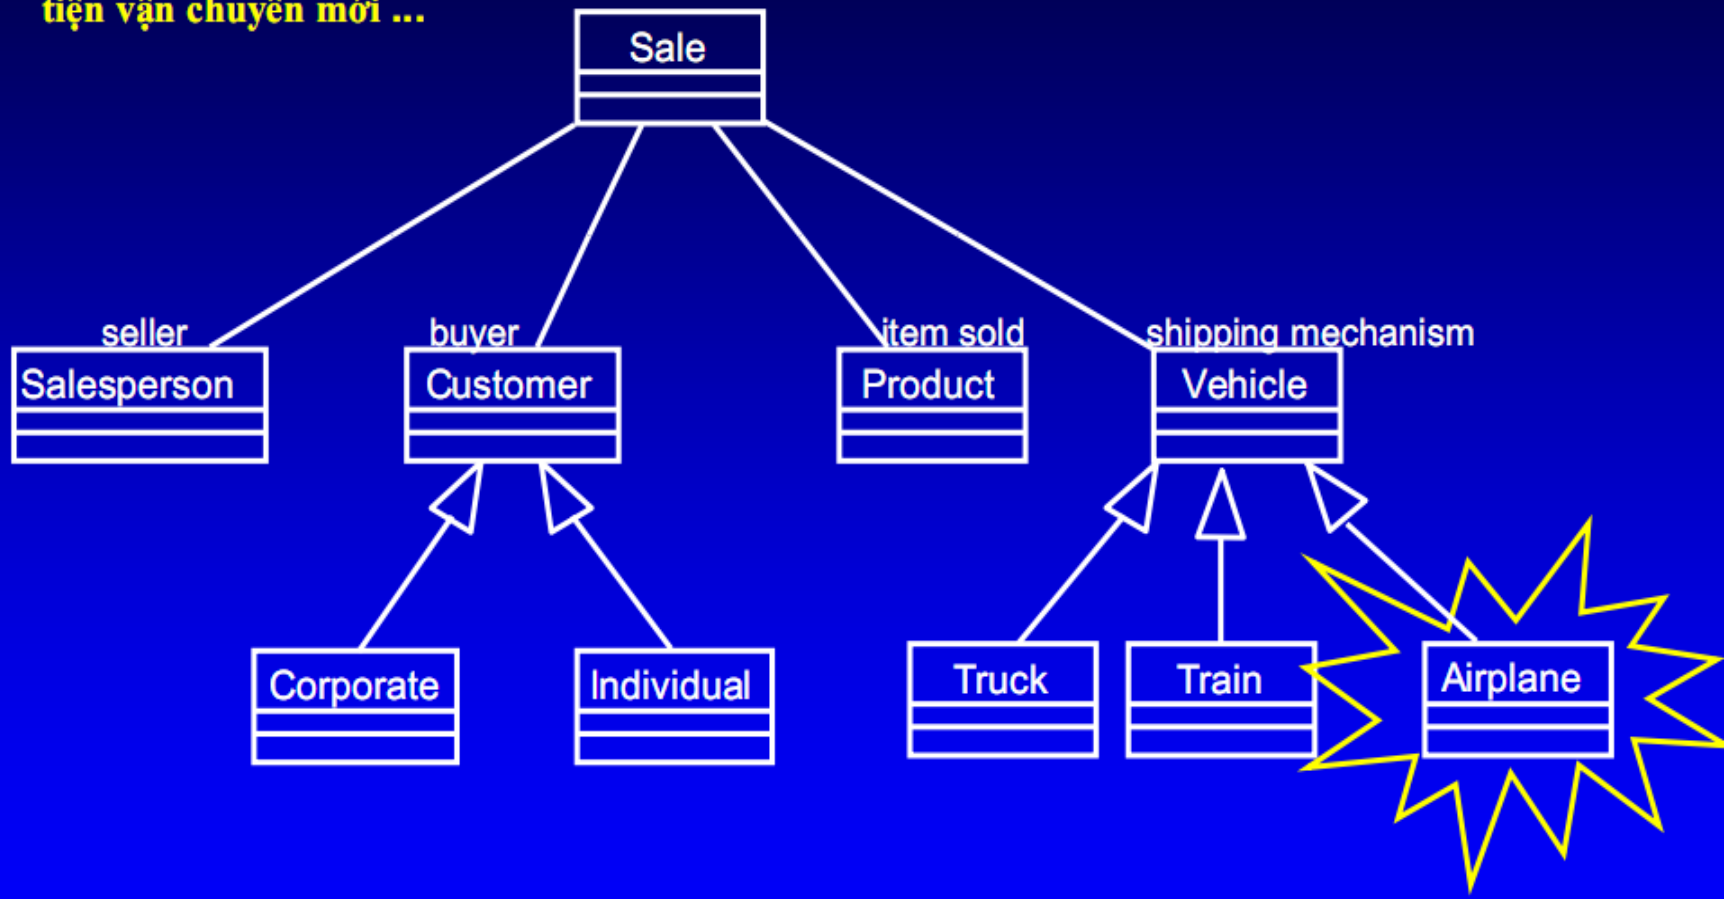 tiện vận chuyển mới ...
Sale
seller
buyer
item sold
shipping mechanism
Salesperson
Customer
Product
Vehicle
Corporate
Individual
Truck
Train
Airplane